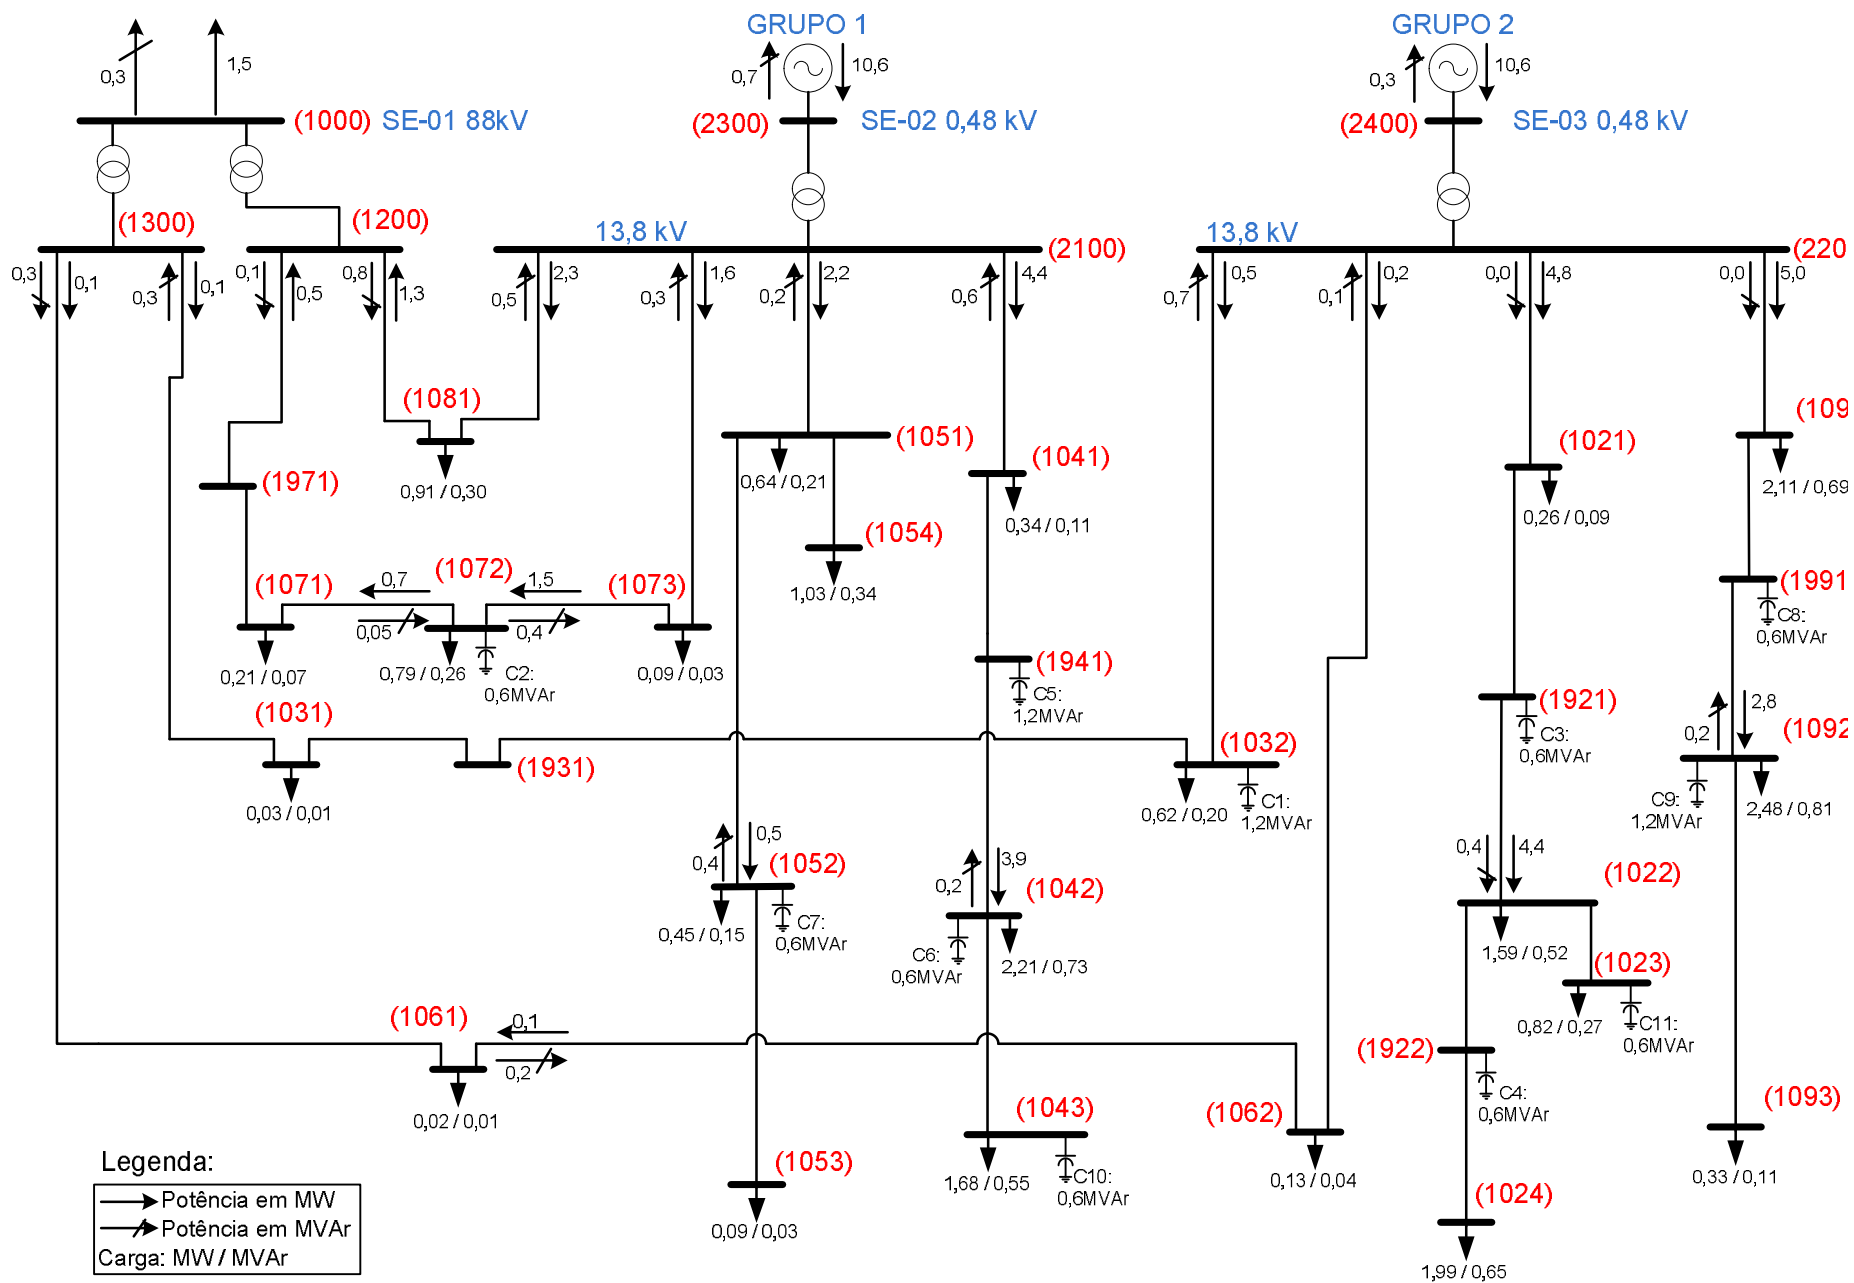 GRUPO 1
GRUPO 2
0,3
1,5
0,7
10,6
0,3
10,6
(1000) SE-01 88kV
(2300)
SE-02 0,48 kV
(2400)
SE-03 0,48 kV
(1300)
(1200)
13,8 kV
(2100)
13,8 kV
(220
0,3
0,1
0,3
0,1
0,1
0,5
0,8
1,3
0,5
2,3
0,3
1,6
0,2
2,2
0,6
4,4
0,7
0,5
0,1
0,2
0,0
4,8
0,0
5,0
(1081)
0,91 / 0,30
(1971)
(1051)
0,64 / 0,21
(1041)
0,34 / 0,11
(1021)
0,26 / 0,09
(109
2,11 / 0,69
(1054)
1,03 / 0,34
(1071)
0,21 / 0,07
0,7
0,05
(1072)
0,79 / 0,26
C2:
0,6MVAr
1,5
0,4
(1073)
0,09 / 0,03
(1991
C8:
0,6MVAr
(1941)
C5:
1,2MVAr
(1921)
C3:
0,6MVAr
(1031)
0,03 / 0,01
(1931)
(1032)
0,62 / 0,20
C1:
1,2MVAr
0,2
2,8
(1092
C9:
1,2MVAr
2,48 / 0,81
0,4
0,5
(1052)
0,45 / 0,15
C7:
0,6MVAr
0,2
3,9
(1042)
C6:
0,6MVAr
2,21 / 0,73
0,4
4,4
(1022)
1,59 / 0,52
(1023)
0,82 / 0,27
C11:
0,6MVAr
(1061)
0,1
0,2
0,02 / 0,01
(1922)
C4:
0,6MVAr
(1043)
1,68 / 0,55
C10:
0,6MVAr
(1062)
0,13 / 0,04
(1093)
0,33 / 0,11
(1053)
0,09 / 0,03
(1024)
1,99 / 0,65
Legenda:
Potência em MW
Potência em MVAr
Carga: MW / MVAr